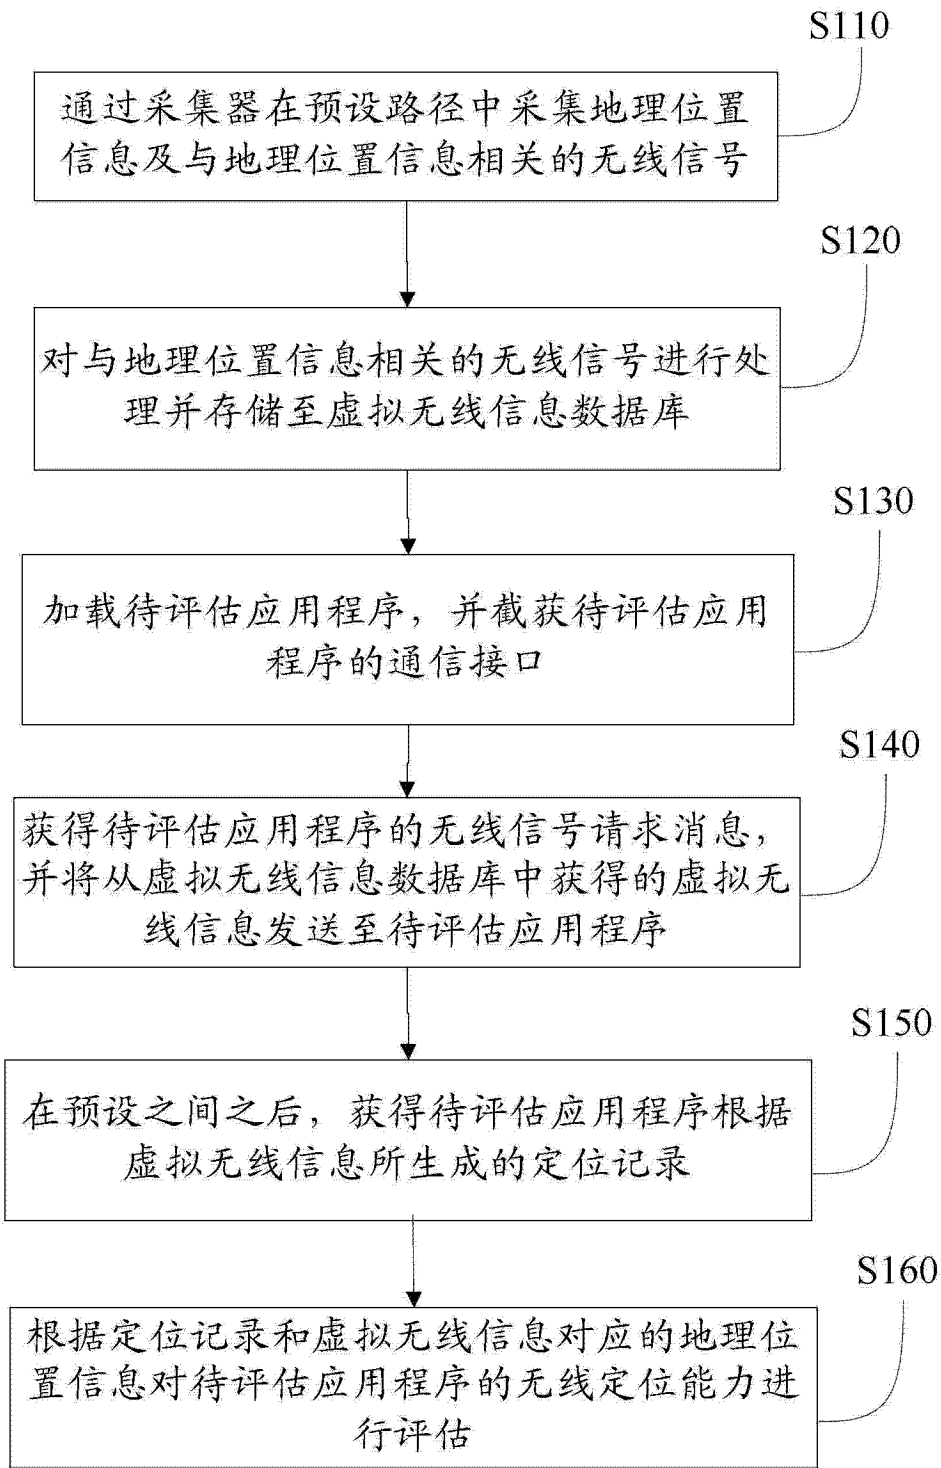 S110
通过采集器在预设路径中采集地理位置
信息及与地理位置信息相关的无线信号
S120
对与地理位置信息相关的无线信号进行处
理并存储至虚拟无线信息数据库
S130
加载待评估应用程序，并截获待评估应用
程序的通信接口
S140
获得待评估应用程序的无线信号请求消息，
并将从虚拟无线信息数据库中获得的虚拟无
线信息发送至待评估应用程序
S150
在预设之间之后，获得待评估应用程序根据
虚拟无线信息所生成的定位记录
S160
根据定位记录和虚拟无线信息对应的地理位
置信息对待评估应用程序的无线定位能力进
行评估